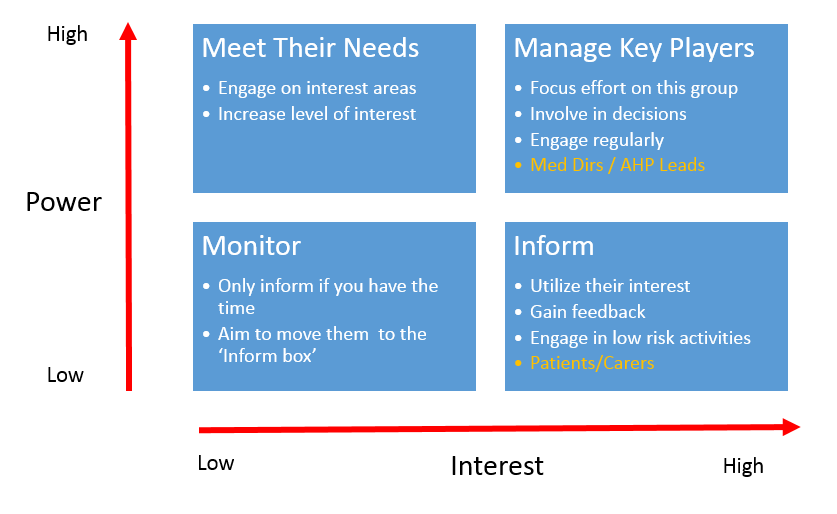 High
Meet Their Needs
• Engage on interest areas
• Increase level of interest
Manage Key Players
• Focus effort on this group
• Involve in decisions
• Engage regularly
• Med Dirs / AHP Leads
Power
Monitor
• Only inform if you have the
time
• Aim to move them  to the
‘Inform box’
Inform
• Utilize their interest
• Gain feedback
• Engage in low risk activities
• Patients/Carers
Low
Low
Interest
High